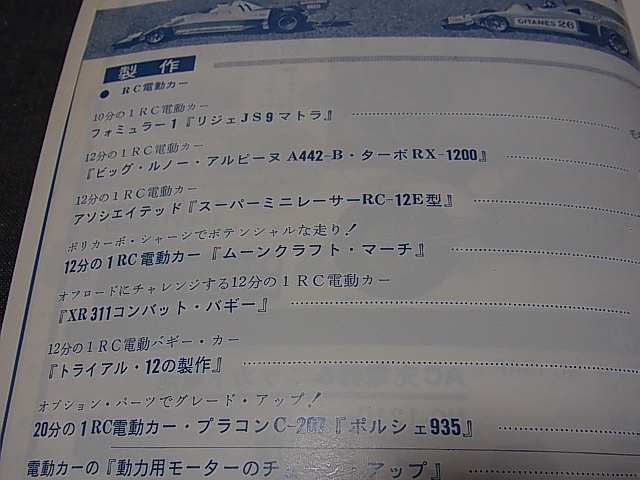 GITANES 26
製作
● RC電動カー
10分の1RC電動カー
フォミュラー1『リジェJS9マトラ』
12分の1RC電動カー
『ビッグ・ルノー・アルピーヌA442-B・ターボRX-1200』
12分の1RC電動カー
アソシエイテッド『スーパーミニレーサーRC-12E型』
ポリカーボ・シャーシでポテンシャルな走り!
12分の1RC電動カー『ムーンクラフト・マーチ』
オフロードにチャレンジする12分の1RC電動カー
『XR311コンバット・バギー』
12分の1RC電動バギー・カー
『トライアル・12の製作』
オプション・パーツでグレード・アップ!
20分の1RC電動カー・プラコンC-207『ポルシェ935』
電動カーの『動力用モーターのチューン・アップ』